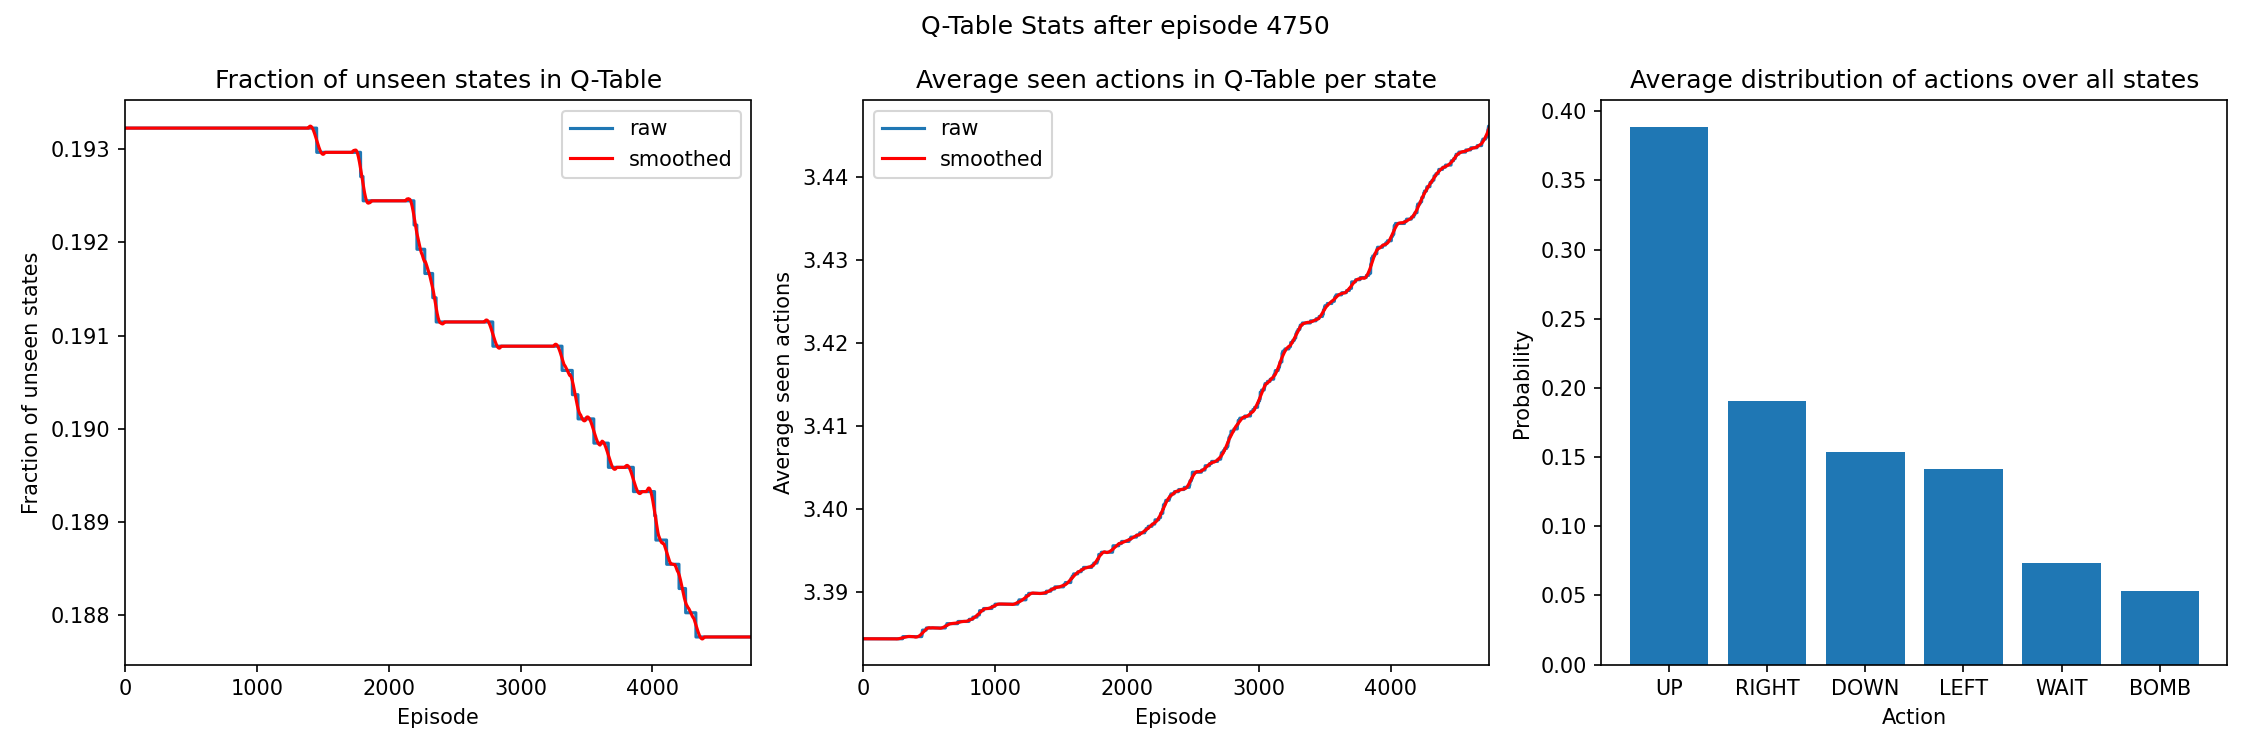 Q-Table Stats after episode 4750
Fraction of unseen states in Q-Table
Fraction of unseen states
0.193
0.192
0.191
0.190
0.189
0.188
raw
smoothed
0 1000 2000 3000 4000
Episode
Average seen actions in Q-Table per state
Average seen actions
3.44
3.43
3.42
3.41
3.40
3.39
raw
smoothed
0 1000 2000 3000 4000
Episode
Average distribution of actions over all states
Probability
0.40
0.35
0.30
0.25
0.20
0.15
0.10
0.05
0.00
UP RIGHT DOWN LEFT WAIT BOMB
Action